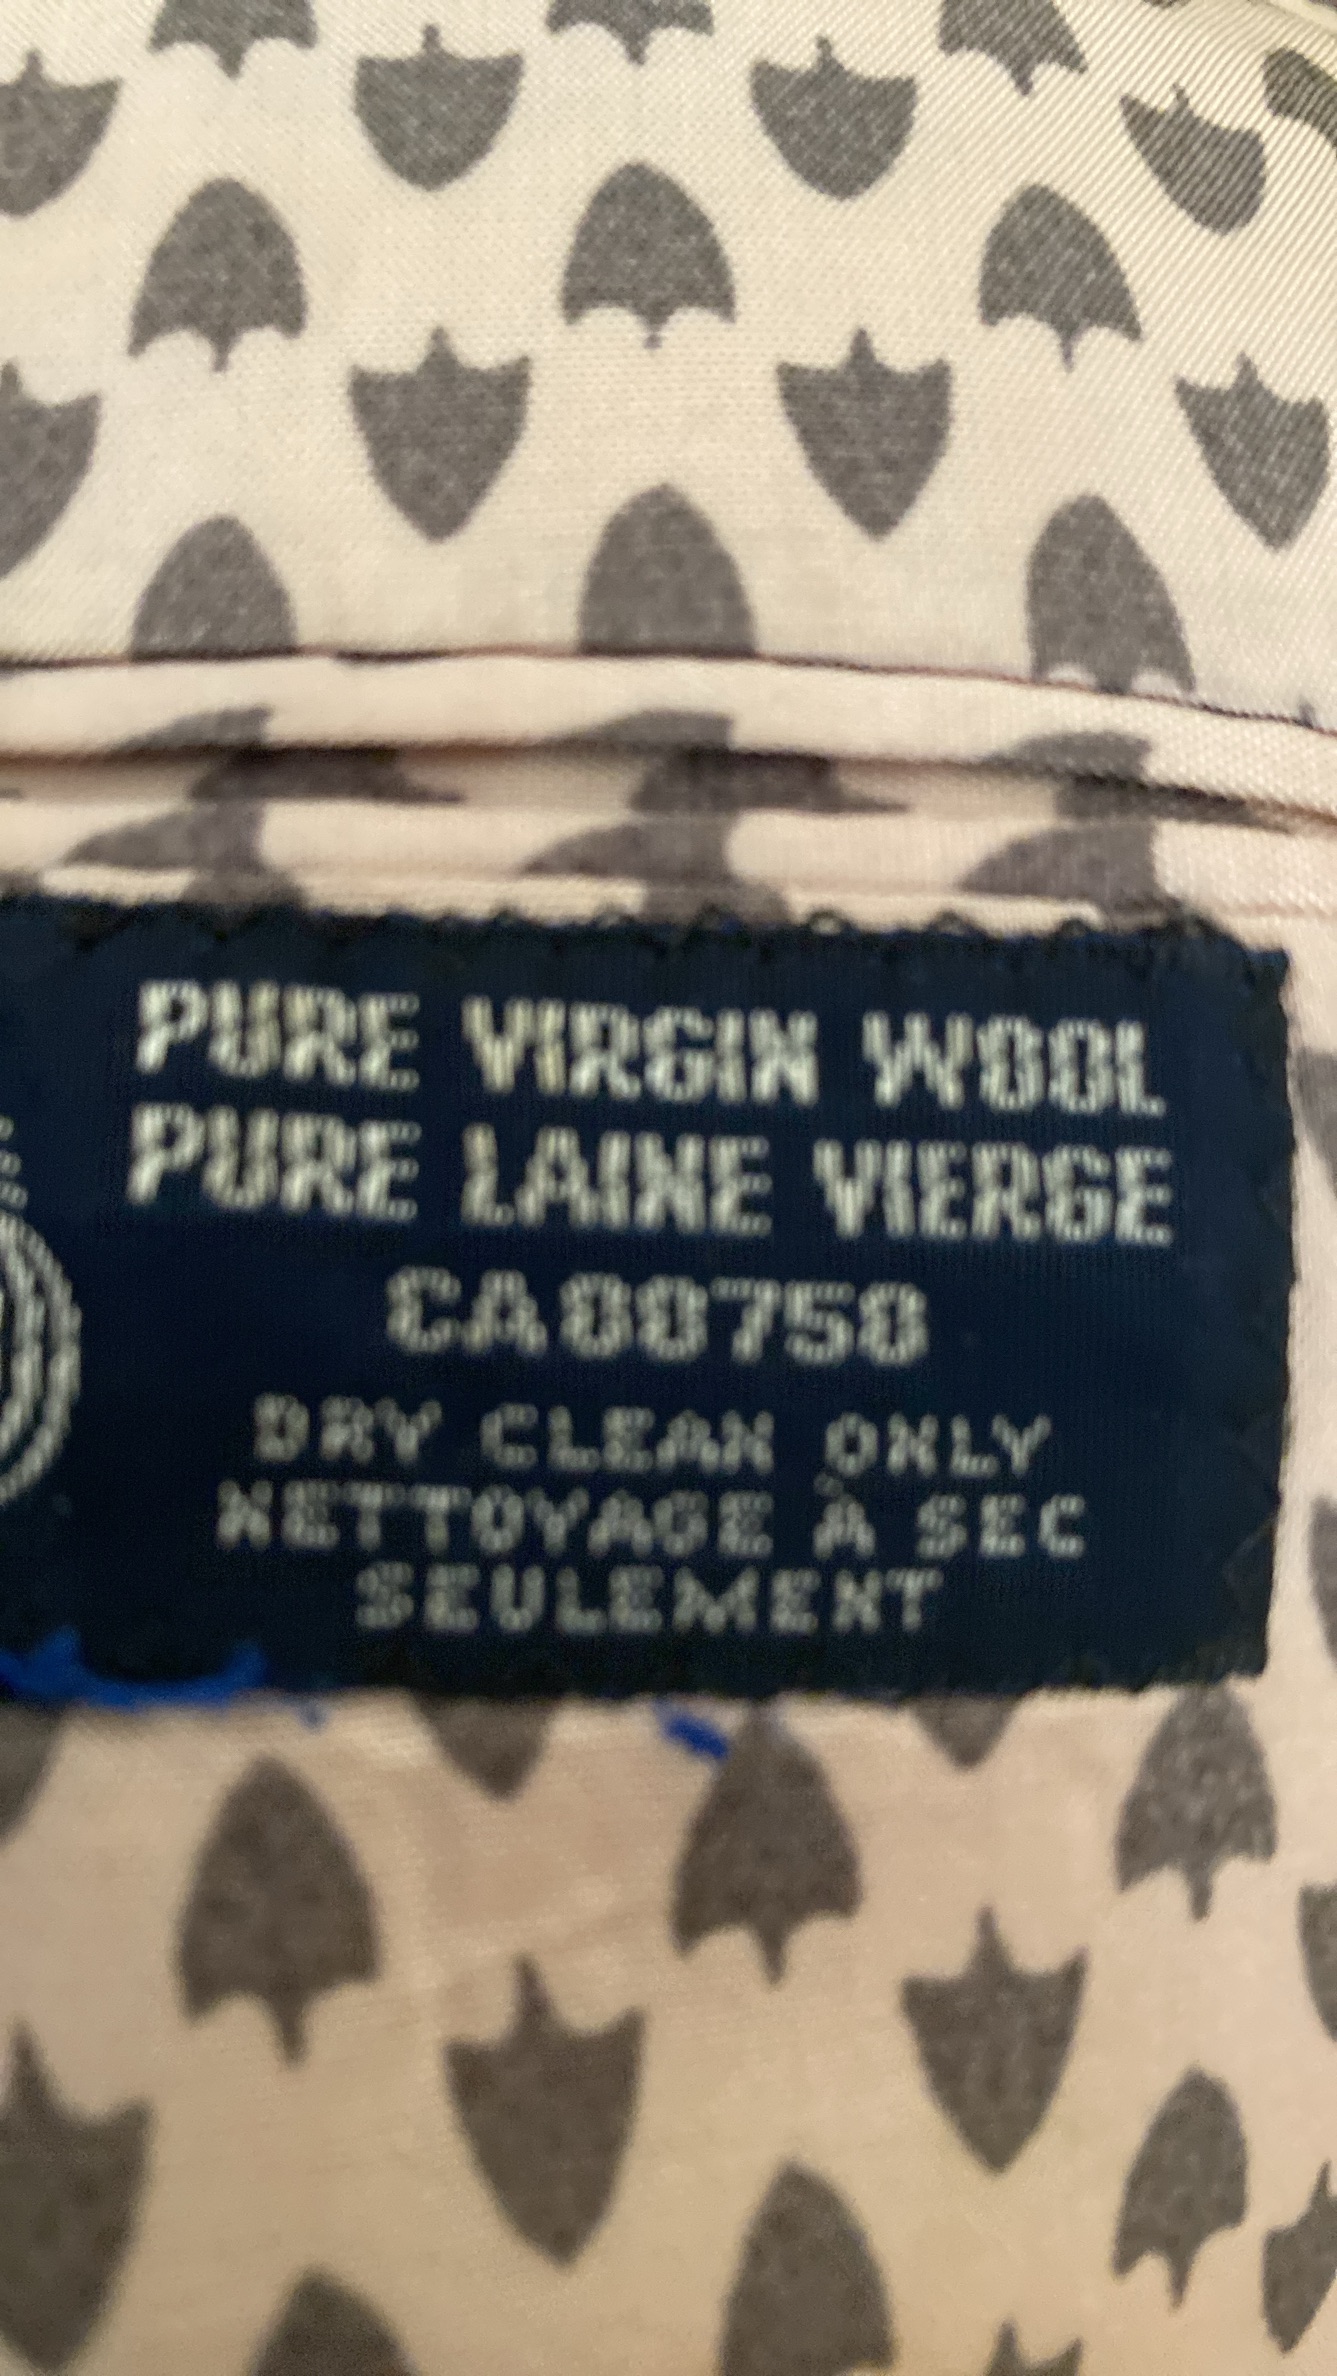 PURE VIRGIN WOOL
PURE LAINE VIERGE
CA00750
DRY CLEAN ONLY
NETTOYAGE À SEC
SEULEMENT